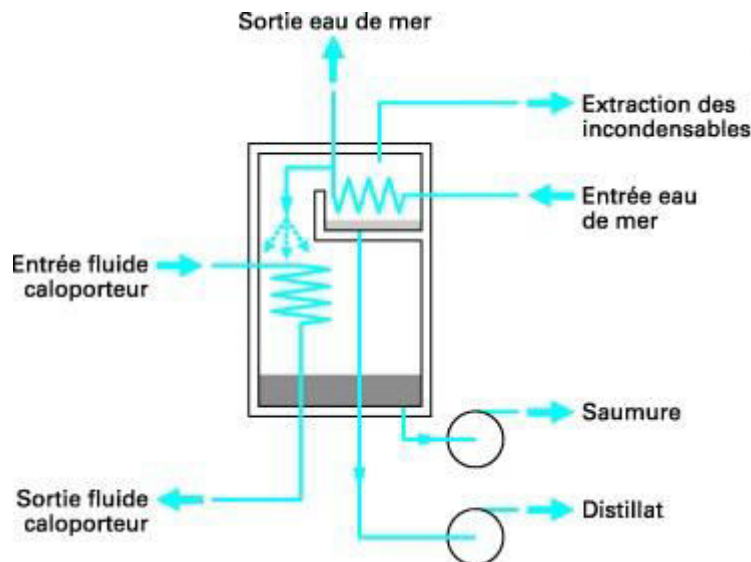 Sortie eau de mer
Extraction des
incondensables
Entrée eau
de mer
Entrée fluide
caloporteur
Saumure
Sortie fluide
caloporteur
Distillat